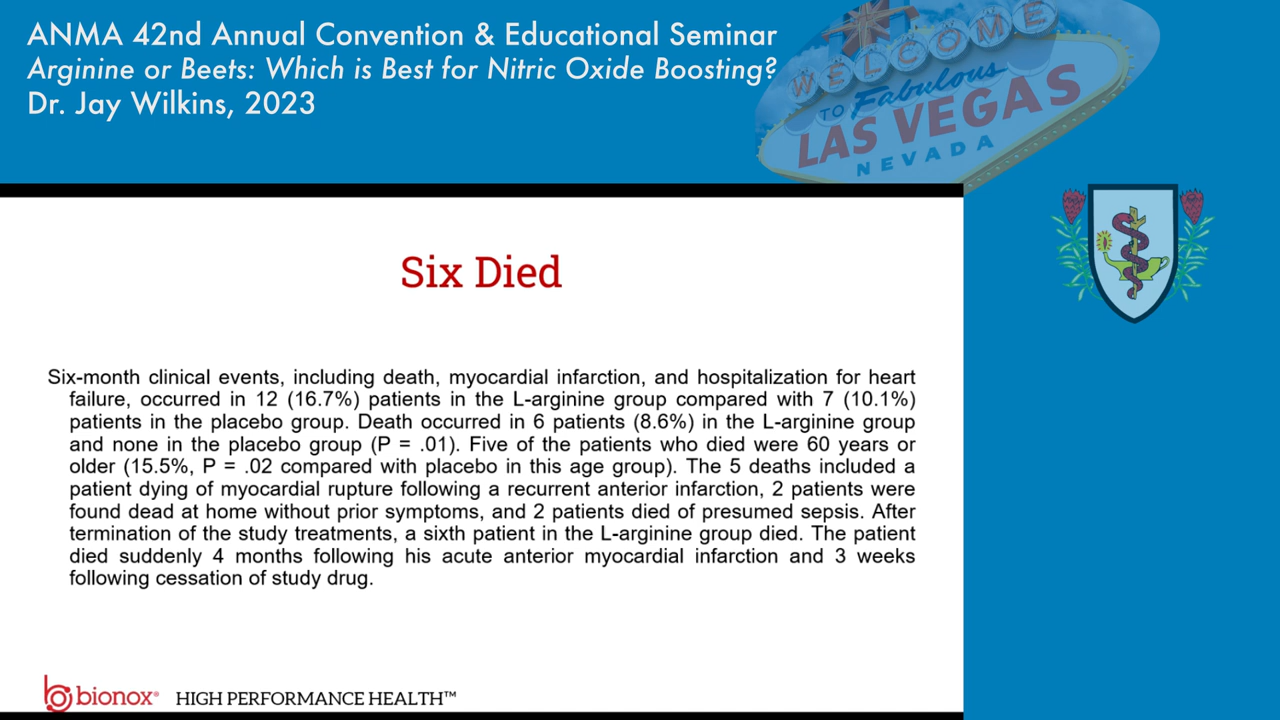 ANMA 42nd Annual Convention & Educational Seminar
Arginine or Beets: Which is Best for Nitric Oxide Boosting?
Dr. Jay Wilkins, 2023
WELCOME
TO Fabulous
LAS VEGAS
NEVADA
Six Died
Six-month clinical events, including death, myocardial infarction, and hospitalization for heart
failure, occurred in 12 (16.7%) patients in the L-arginine group compared with 7 (10.1%)
patients in the placebo group. Death occurred in 6 patients (8.6%) in the L-arginine group
and none in the placebo group (P = .01). Five of the patients who died were 60 years or
older (15.5%, P = .02 compared with placebo in this age group). The 5 deaths included a
patient dying of myocardial rupture following a recurrent anterior infarction, 2 patients were
found dead at home without prior symptoms, and 2 patients died of presumed sepsis. After
termination of the study treatments, a sixth patient in the L-arginine group died. The patient
died suddenly 4 months following his acute anterior myocardial infarction and 3 weeks
following cessation of study drug.
bionox® HIGH PERFORMANCE HEALTH™